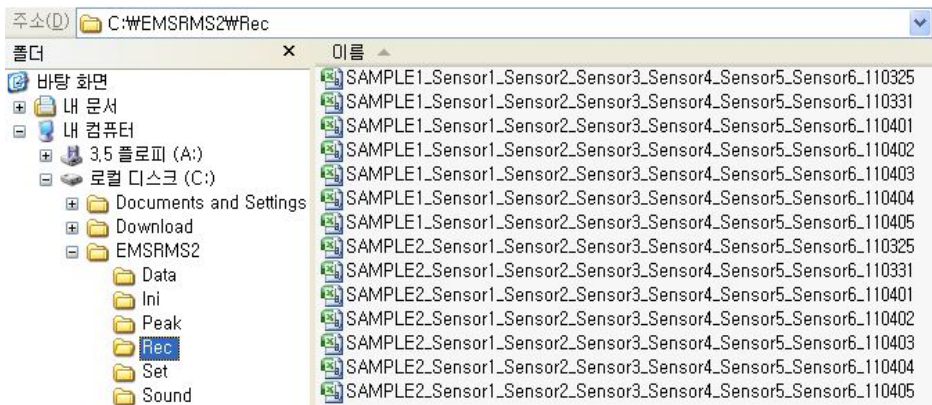 주소(D) C:₩EMSRMS2₩Rec
폴더
바탕 화면
내 문서
내 컴퓨터
3,5 플로피 (A:)
로컬 디스크 (C:)
Documents and Settings
Download
EMSRMS2
Data
Ini
Peak
Rec
Set
Sound
이름
SAMPLE1_Sensor1_Sensor2_Sensor3_Sensor4_Sensor5_Sensor6_110325
SAMPLE1_Sensor1_Sensor2_Sensor3_Sensor4_Sensor5_Sensor6_110331
SAMPLE1_Sensor1_Sensor2_Sensor3_Sensor4_Sensor5_Sensor6_110401
SAMPLE1_Sensor1_Sensor2_Sensor3_Sensor4_Sensor5_Sensor6_110402
SAMPLE1_Sensor1_Sensor2_Sensor3_Sensor4_Sensor5_Sensor6_110403
SAMPLE1_Sensor1_Sensor2_Sensor3_Sensor4_Sensor5_Sensor6_110404
SAMPLE1_Sensor1_Sensor2_Sensor3_Sensor4_Sensor5_Sensor6_110405
SAMPLE2_Sensor1_Sensor2_Sensor3_Sensor4_Sensor5_Sensor6_110325
SAMPLE2_Sensor1_Sensor2_Sensor3_Sensor4_Sensor5_Sensor6_110331
SAMPLE2_Sensor1_Sensor2_Sensor3_Sensor4_Sensor5_Sensor6_110401
SAMPLE2_Sensor1_Sensor2_Sensor3_Sensor4_Sensor5_Sensor6_110402
SAMPLE2_Sensor1_Sensor2_Sensor3_Sensor4_Sensor5_Sensor6_110403
SAMPLE2_Sensor1_Sensor2_Sensor3_Sensor4_Sensor5_Sensor6_110404
SAMPLE2_Sensor1_Sensor2_Sensor3_Sensor4_Sensor5_Sensor6_110405